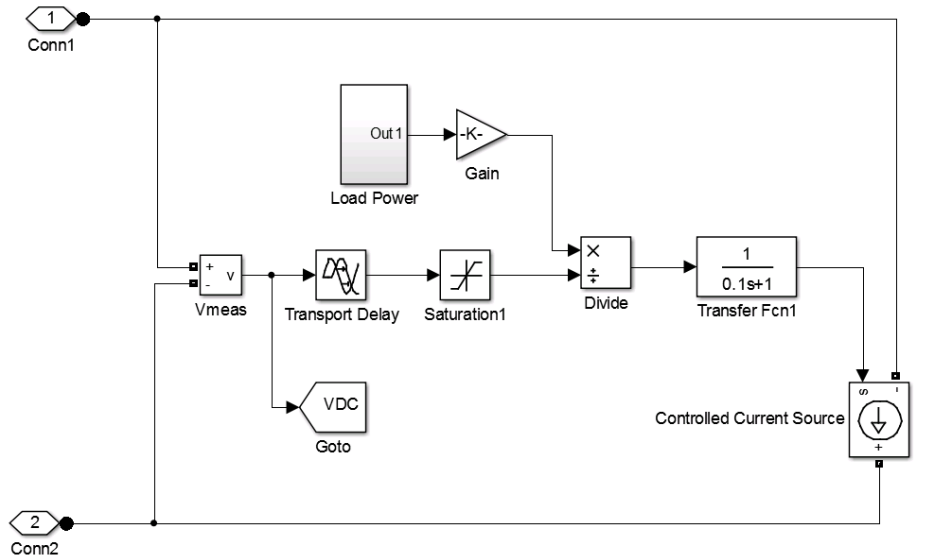 1
Conn1
Out1
-K-
Load Power
Gain
+
-
v
Vmeas
Transport Delay
Saturation1
×
÷
Divide
1
0.1s+1
Transfer Fcn1
VDC
Goto
s
-
Controlled Current Source
+
2
Conn2